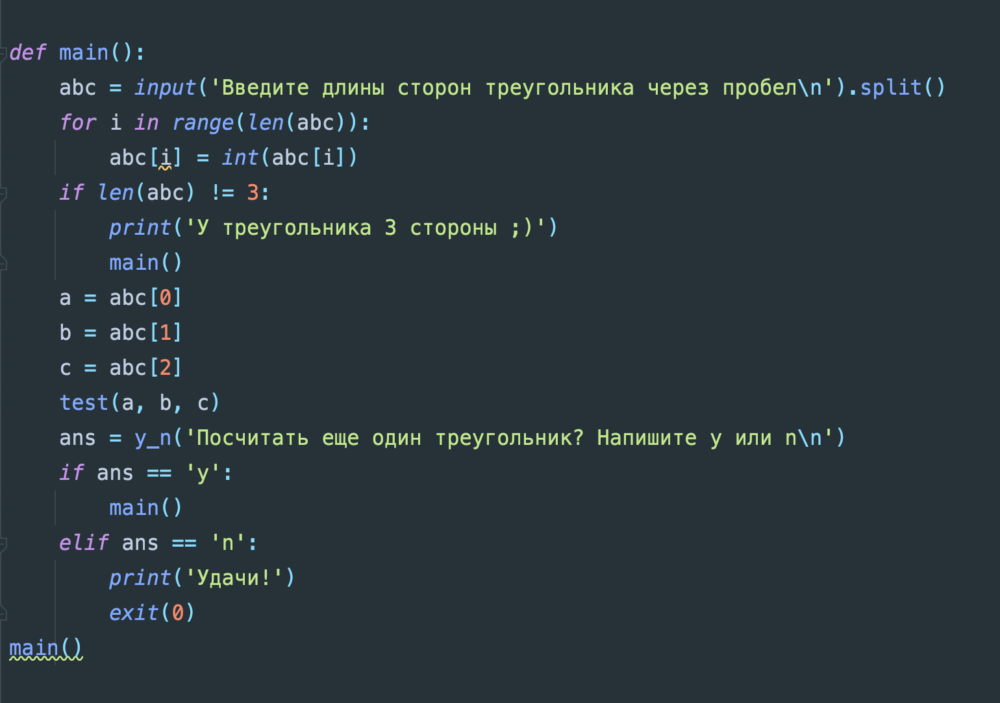 def main():
    abc = input('Введите длины сторон треугольника через пробел\n').split()
    for i in range(len(abc)):
        abc[i] = int(abc[i])
    if len(abc) != 3:
        print('У треугольника 3 стороны ;)')
        main()
    a = abc[0]
    b = abc[1]
    c = abc[2]
    test(a, b, c)
    ans = y_n('Посчитать еще один треугольник? Напишите y или n\n')
    if ans == 'y':
        main()
    elif ans == 'n':
        print('Удачи!')
        exit(0)
main()